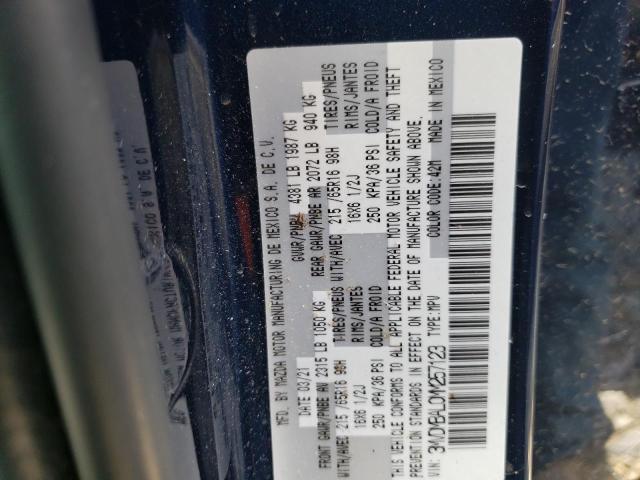 MFD. BY MAZDA MOTOR MANUFACTURING DE MEXICO S.A. DE C.V.
DATE 03/21 GVWR/PNBV 4381 LB 1987 KG
FRONT GAWR/PNBE AV 2315 LB 1050 KG REAR GAWR/PNBE AR 2072 LB 940 KG
WITH/AVEC 215 /65R16 98H TIRES/PNEUS WITH/AVEC 215 /65R16 98H TIRES/PNEUS
16X6 1/2J RIMS/JANTES 16X6 1/2J RIMS/JANTES
250 KPA/36 PSI COLD/A FROID 250 KPA/36 PSI COLD/A FROID
THIS VEHICLE CONFORMS TO ALL APPLICABLE FEDERAL MOTOR VEHICLE SAFETY AND THEFT
PREVENTION STANDARDS IN EFFECT ON THE DATE OF MANUFACTURE SHOWN ABOVE.
VIN: TYPE: MPV COLOR CODE: 42M MADE IN MEXICO